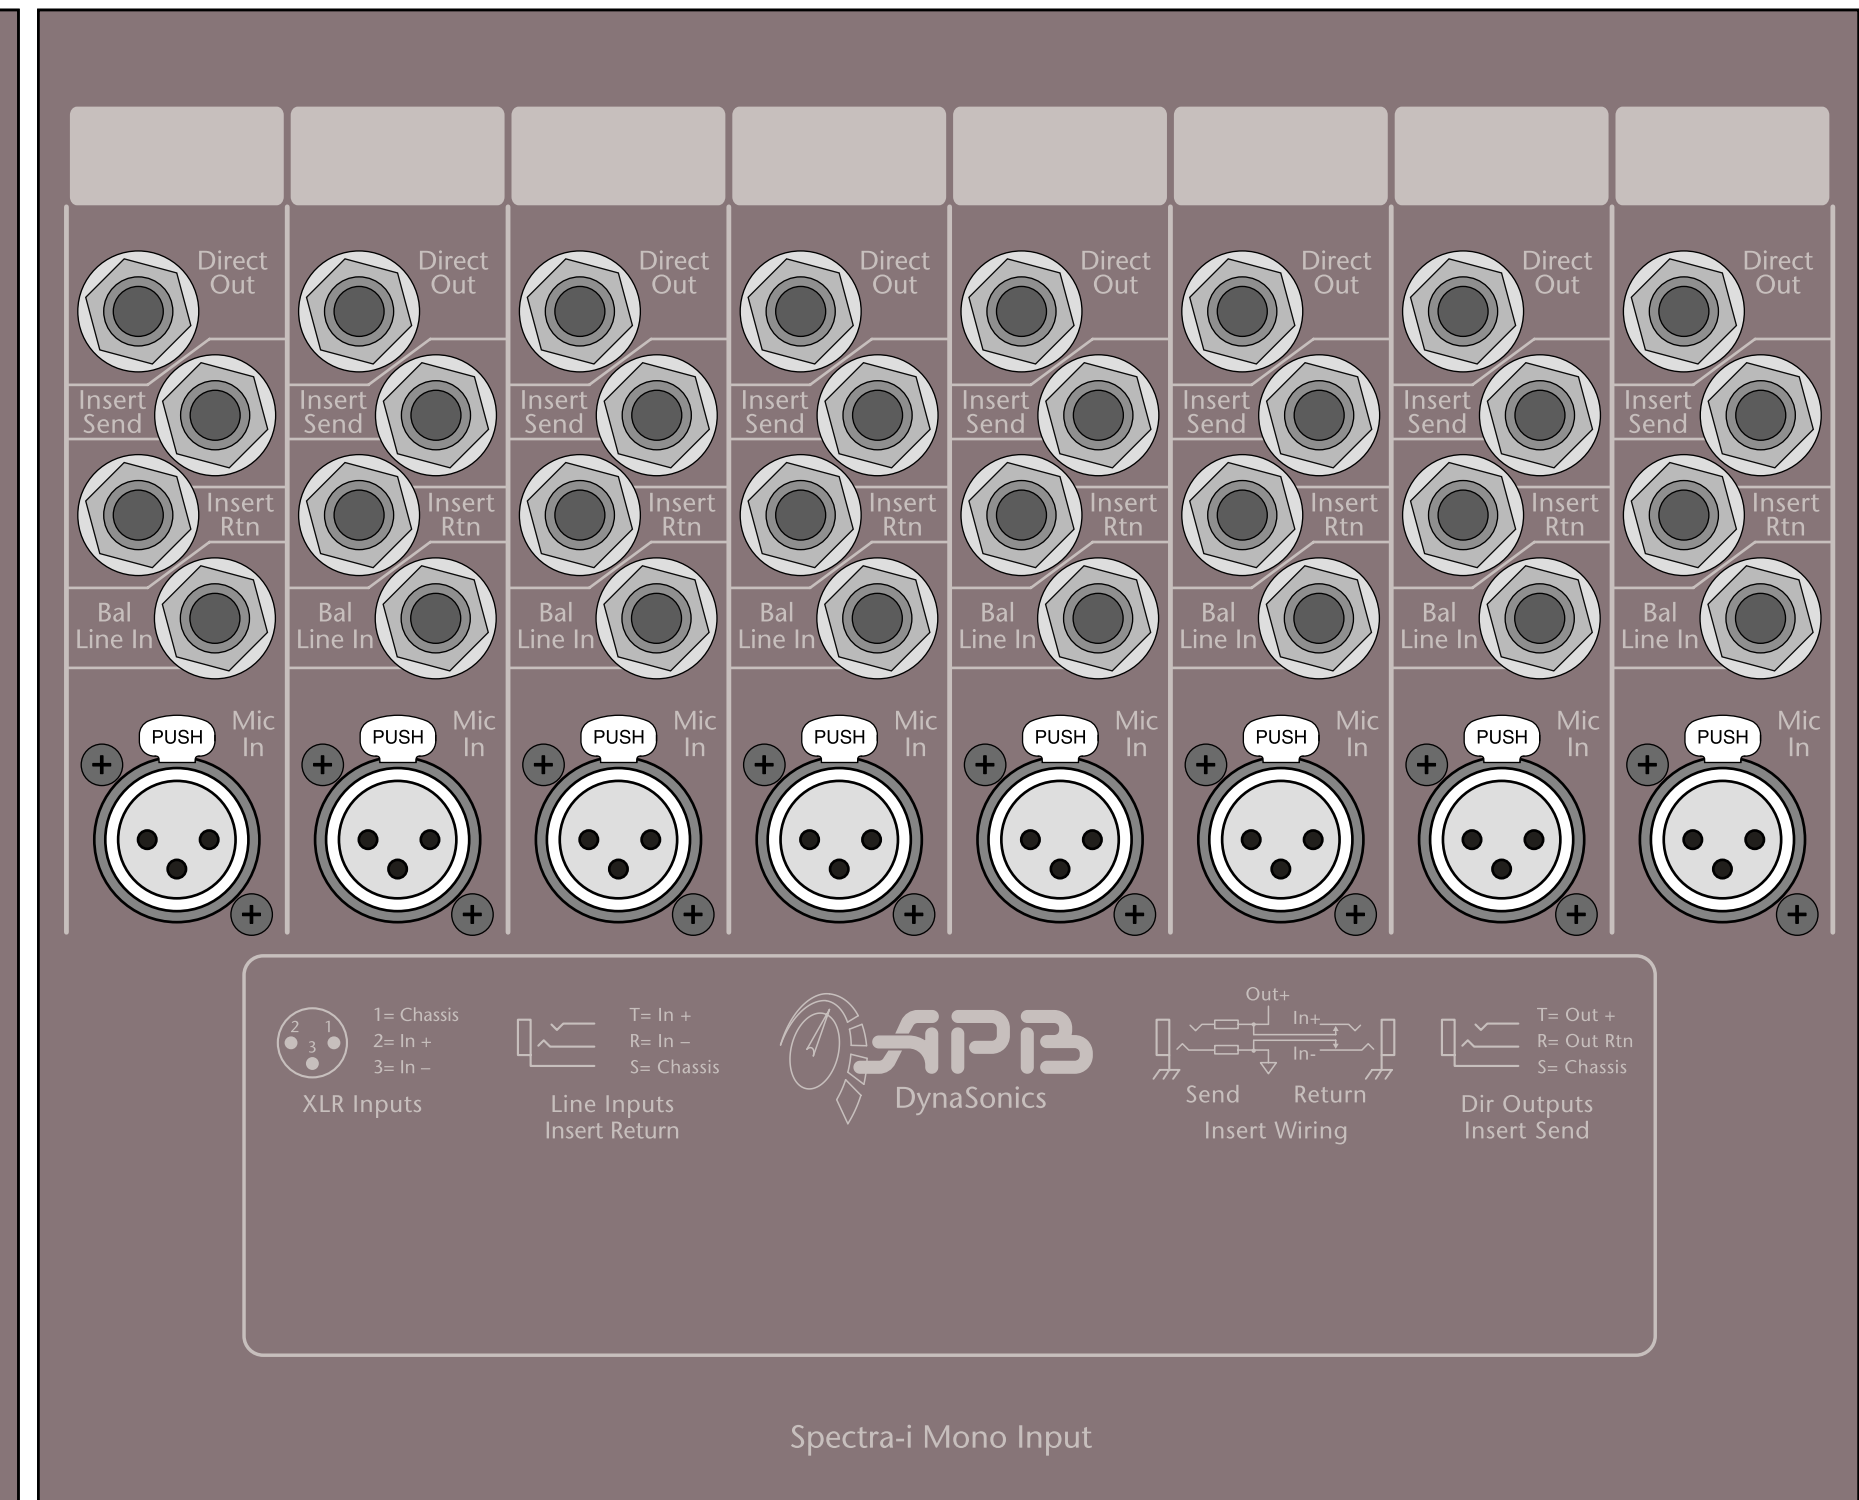 Direct Out
Direct Out
Direct Out
Direct Out
Direct Out
Direct Out
Direct Out
Direct Out
Insert Send
Insert Send
Insert Send
Insert Send
Insert Send
Insert Send
Insert Send
Insert Send
Insert Rtn
Insert Rtn
Insert Rtn
Insert Rtn
Insert Rtn
Insert Rtn
Insert Rtn
Insert Rtn
Bal Line In
Bal Line In
Bal Line In
Bal Line In
Bal Line In
Bal Line In
Bal Line In
Bal Line In
PUSH Mic In
PUSH Mic In
PUSH Mic In
PUSH Mic In
PUSH Mic In
PUSH Mic In
PUSH Mic In
PUSH Mic In
2 1
3
1= Chassis
2= In +
3= In –
XLR Inputs
T= In +
R= In –
S= Chassis
Line Inputs
Insert Return
APB
DynaSonics
Out+
In+
In-
Send Return
Insert Wiring
T= Out +
R= Out Rtn
S= Chassis
Dir Outputs
Insert Send
Spectra-i Mono Input